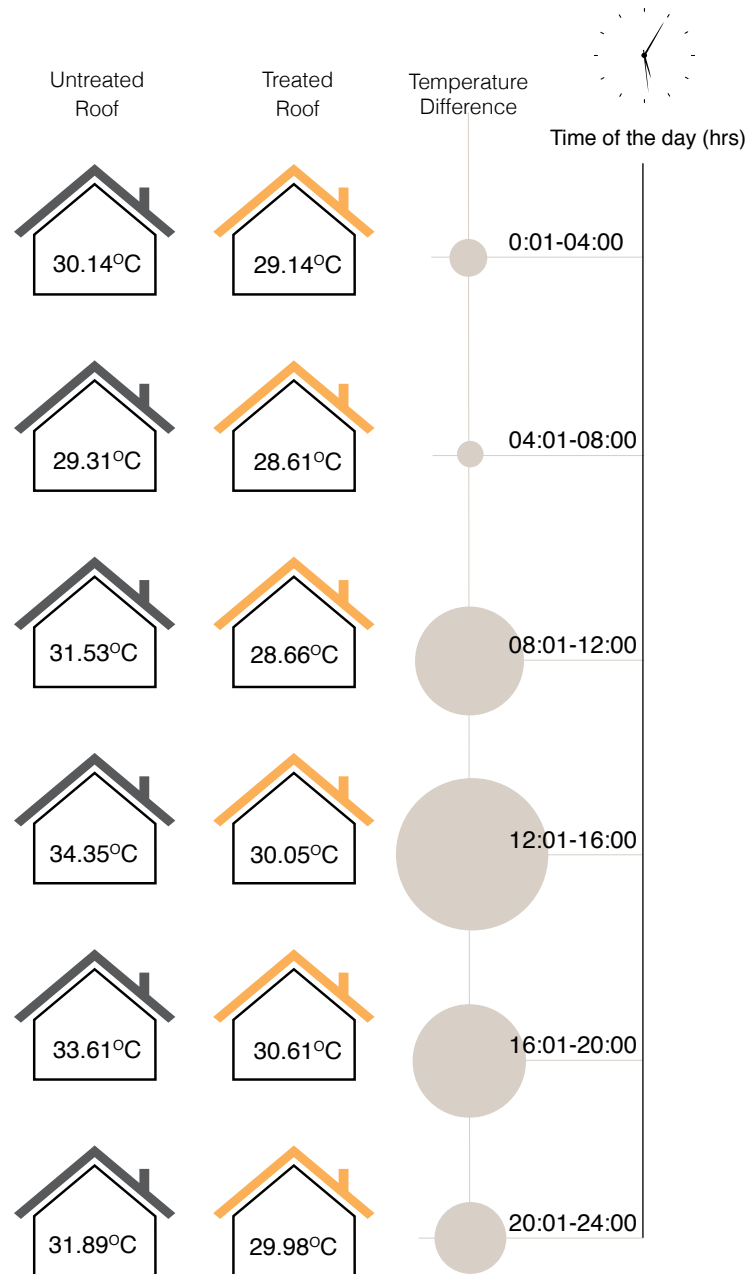 Untreated
Roof
Treated
Roof
Temperature
Difference
Time of the day (hrs)
30.14ºC
29.14ºC
0:01-04:00
29.31ºC
28.61ºC
04:01-08:00
31.53ºC
28.66ºC
08:01-12:00
34.35ºC
30.05ºC
12:01-16:00
33.61ºC
30.61ºC
16:01-20:00
31.89ºC
29.98ºC
20:01-24:00